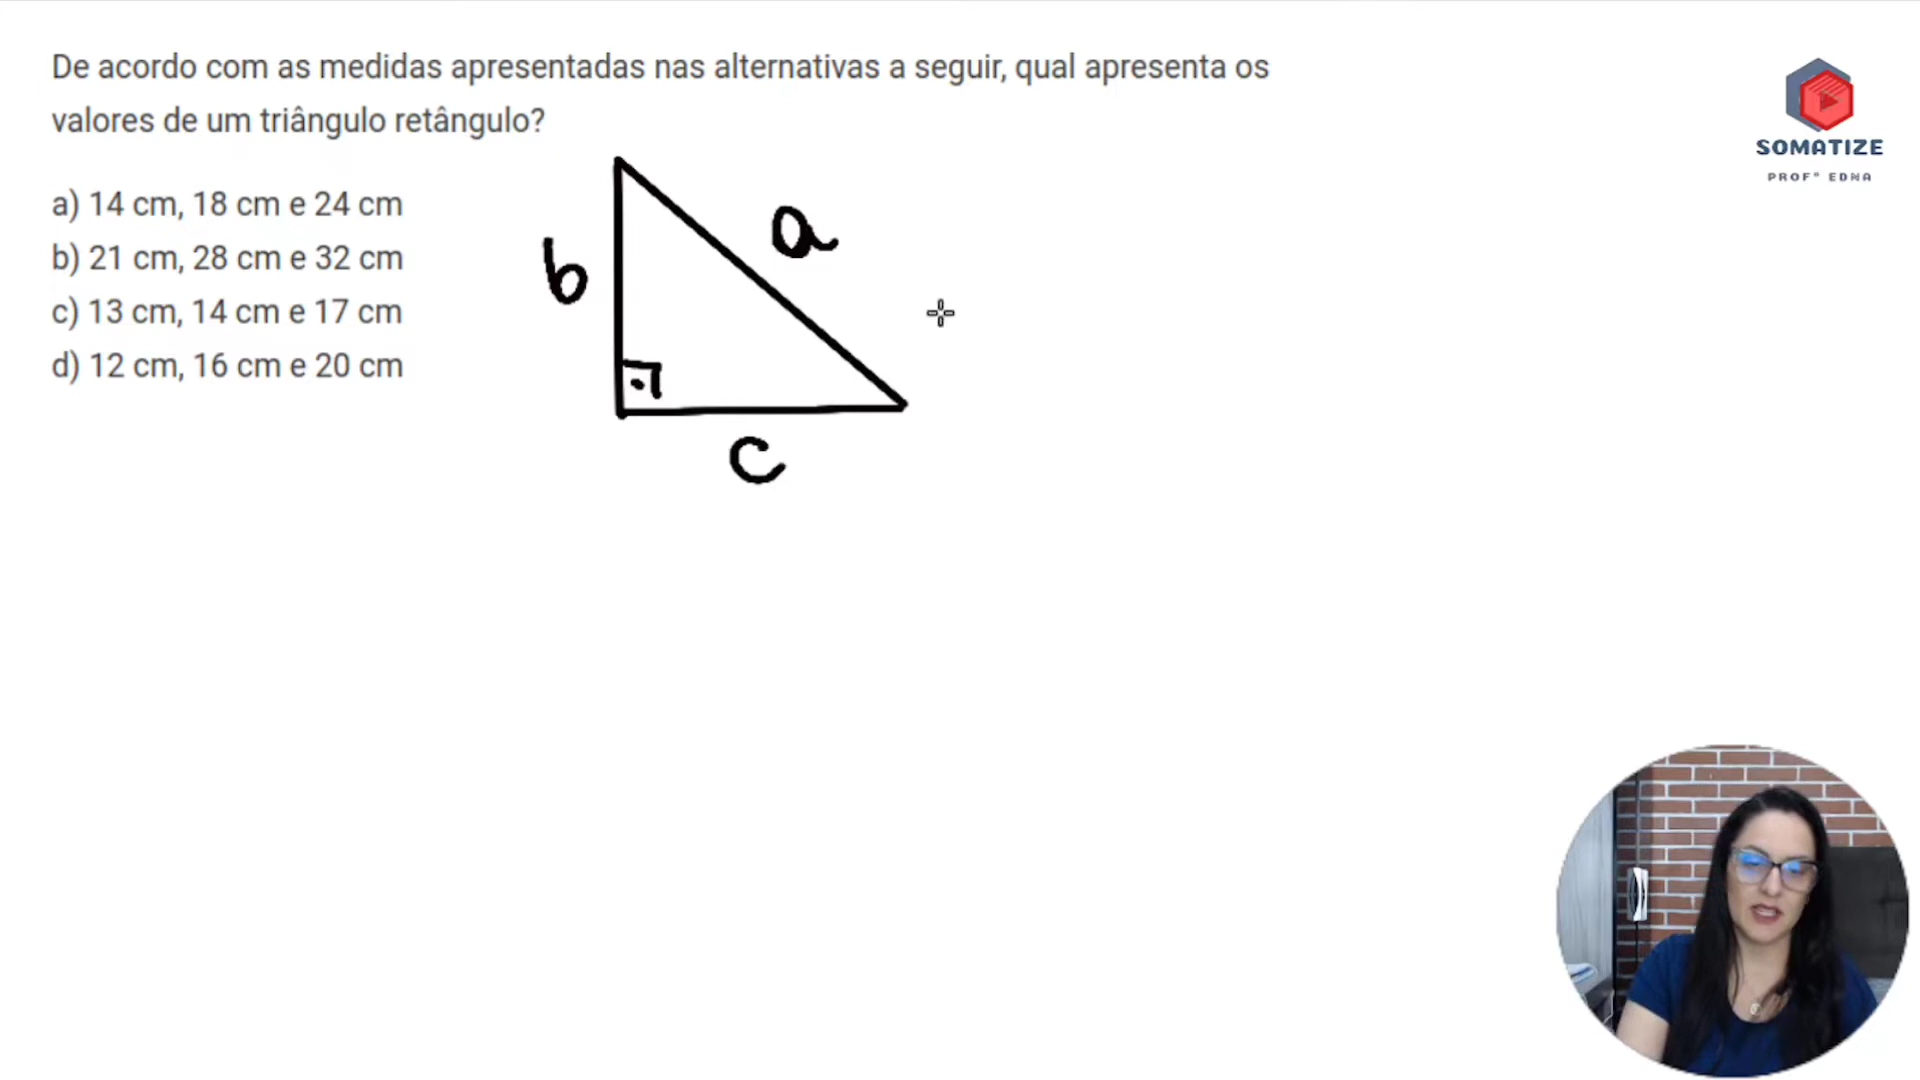 De acordo com as medidas apresentadas nas alternativas a seguir, qual apresenta os
valores de um triângulo retângulo?
a) 14 cm, 18 cm e 24 cm
b) 21 cm, 28 cm e 32 cm
c) 13 cm, 14 cm e 17 cm
d) 12 cm, 16 cm e 20 cm
a
b
c
SOMATIZE
PROFª EDNA